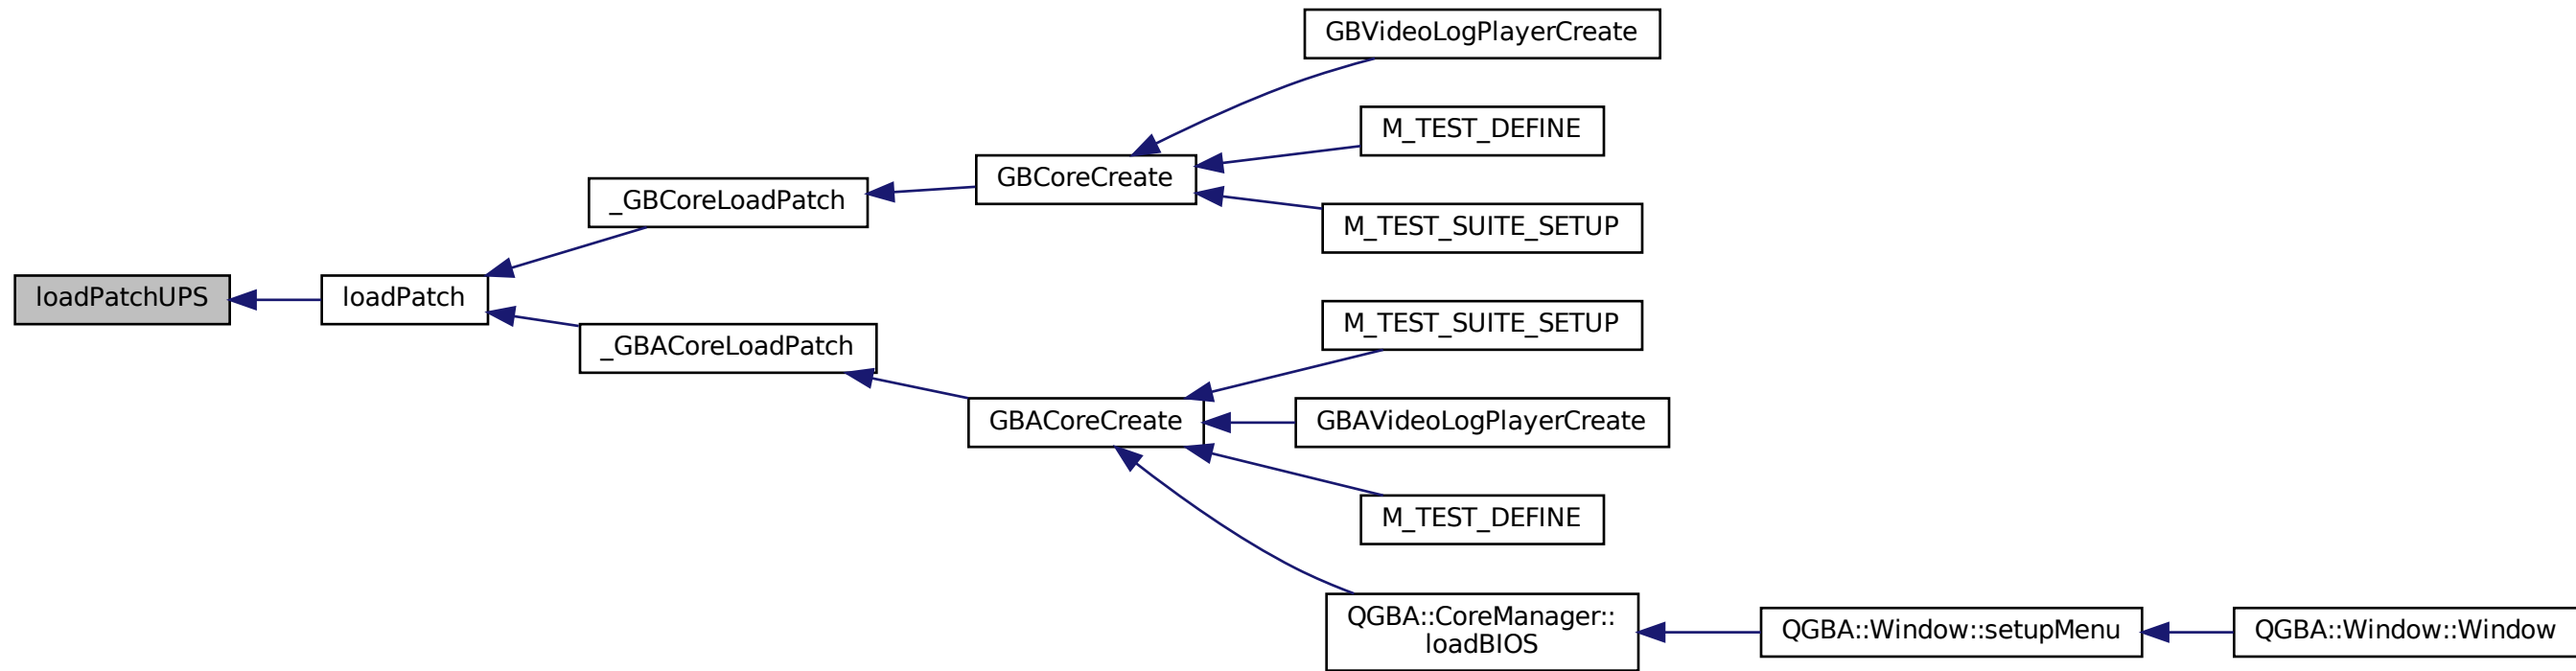 GBVideoLogPlayerCreate
M_TEST_DEFINE
GBCoreCreate
_GBCoreLoadPatch
M_TEST_SUITE_SETUP
loadPatchUPS
loadPatch
M_TEST_SUITE_SETUP
_GBACoreLoadPatch
GBACoreCreate
GBAVideoLogPlayerCreate
M_TEST_DEFINE
QGBA::CoreManager::
loadBIOS
QGBA::Window::setupMenu
QGBA::Window::Window